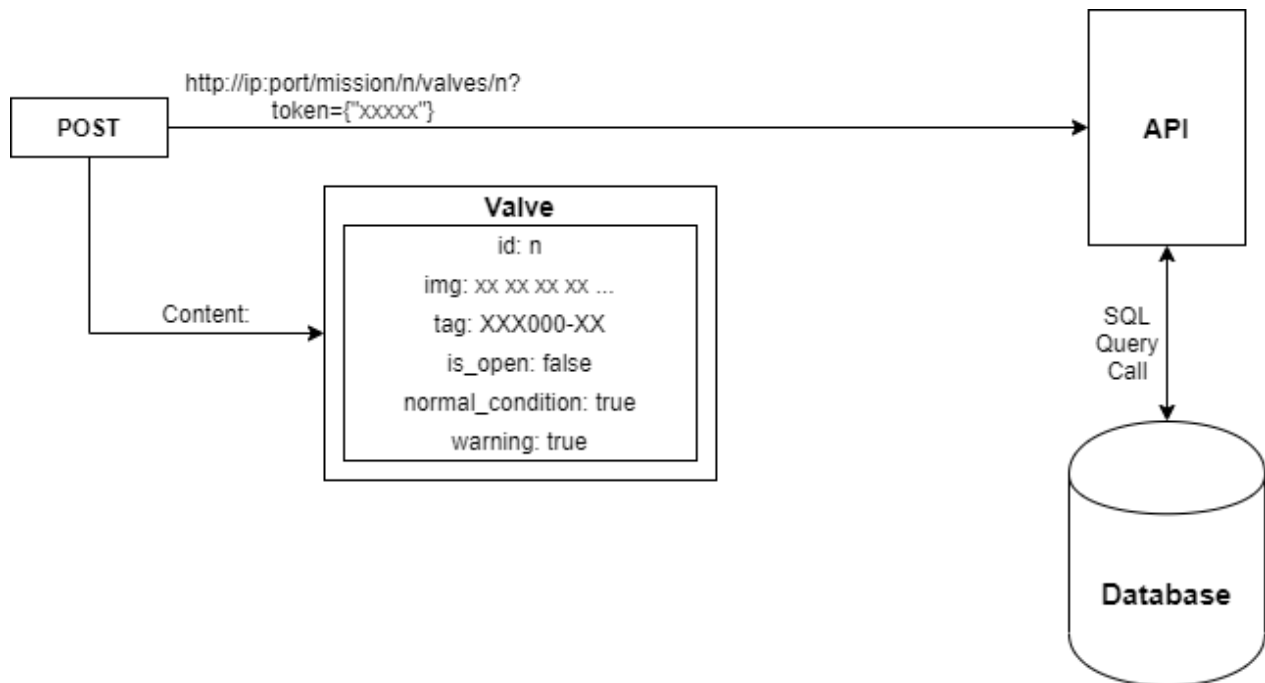 http://ip:port/mission/n/valves/n?
token={"xxxxx"}
POST
API
Valve
id: n
img: xx xx xx xx ...
tag: XXX000-XX
is_open: false
normal_condition: true
warning: true
Content:
SQL
Query
Call
Database